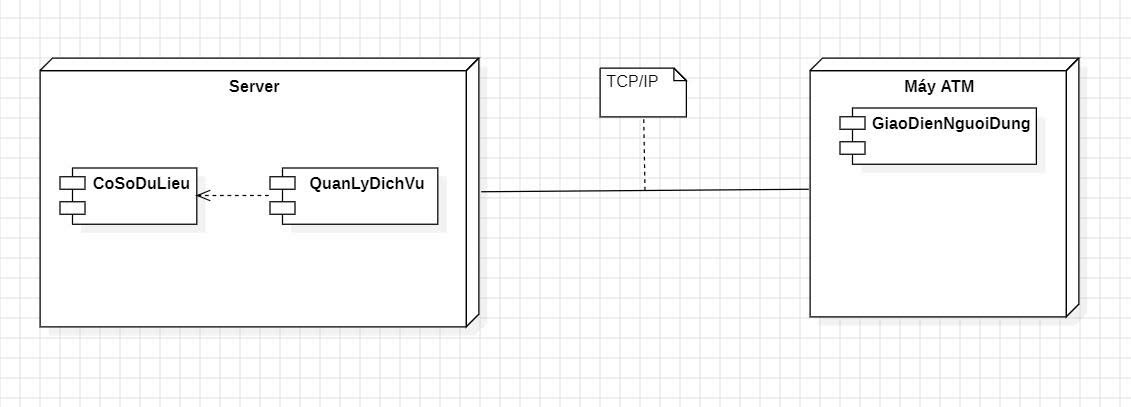 Server
CoSoDuLieu
QuanLyDichVu
TCP/IP
Máy ATM
GiaoDienNguoiDung